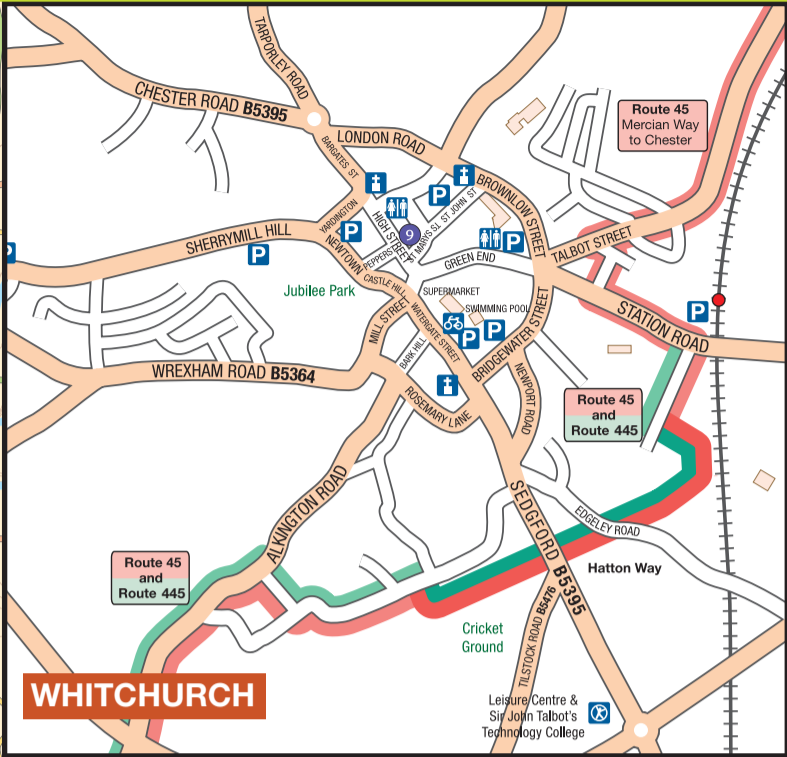 TARPORLEY ROAD
CHESTER ROAD B5395
LONDON ROAD
Route 45
Mercian Way
to Chester
BARGATES ST
BROWNLOW STREET
P
YARDINGTON
HIGH STREET
9
ST MARYS ST
ST JOHN ST
P
P
TALBOT STREET
SHERRYMILL HILL
P
P
NEWTOWN
PEPPER ST
GREEN END
CASTLE HILL
Jubilee Park
SUPERMARKET
SWIMMING POOL
P
STATION ROAD
MILL STREET
WATERGATE STREET
P
P
BRIDGEWATER STREET
BARK HILL
WREXHAM ROAD B5364
NEWPORT ROAD
ROSEMARY LANE
Route 45
and
Route 445
ALKINGTON ROAD
SEDGFORD B5395
EDGELEY ROAD
Route 45
and
Route 445
Hatton Way
TILSTOCK ROAD B5476
Cricket
Ground
WHITCHURCH
Leisure Centre &
Sir John Talbot's
Technology College